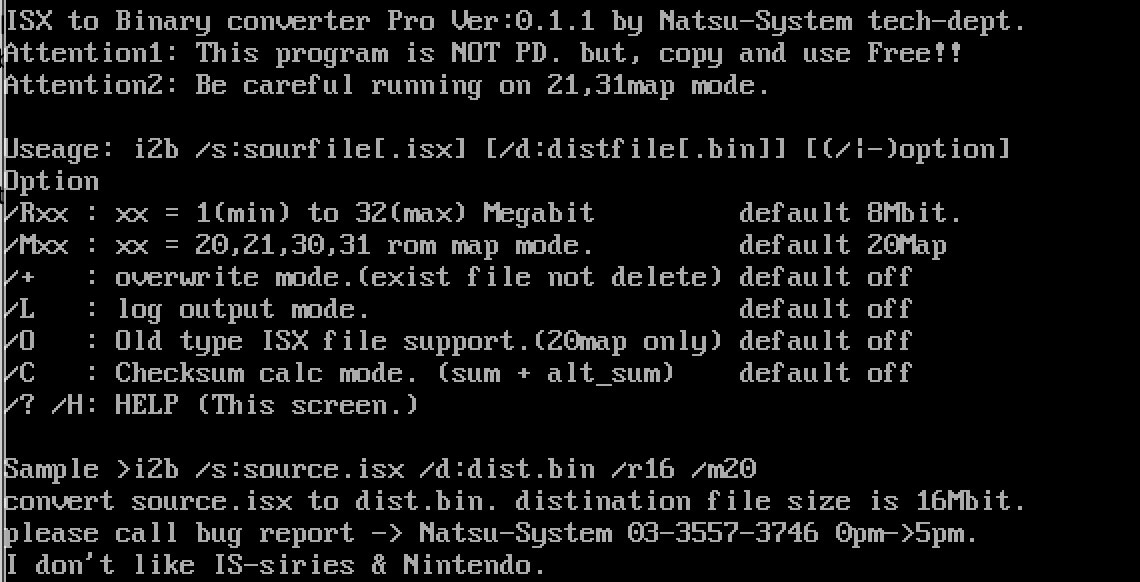 ISX to Binary converter Pro Ver:0.1.1 by Natsu-System tech-dept.
Attention1: This program is NOT PD. but, copy and use Free!!
Attention2: Be careful running on 21,31map mode.
Useage: i2b /s:sourfile[.isx] [/d:distfile[.bin]] [(/|-)option]
Option
/Rxx : xx = 1(min) to 32(max) Megabit         default 8Mbit.
/Mxx : xx = 20,21,30,31 rom map mode.         default 20Map
/+   : overwrite mode.(exist file not delete) default off
/L   : log output mode.                       default off
/O   : Old type ISX file support.(20map only) default off
/C   : Checksum calc mode. (sum + alt_sum)    default off
/? /H: HELP (This screen.)
Sample >i2b /s:source.isx /d:dist.bin /r16 /m20
convert source.isx to dist.bin. distination file size is 16Mbit.
please call bug report -> Natsu-System 03-3557-3746 0pm->5pm.
I don't like IS-siries & Nintendo.